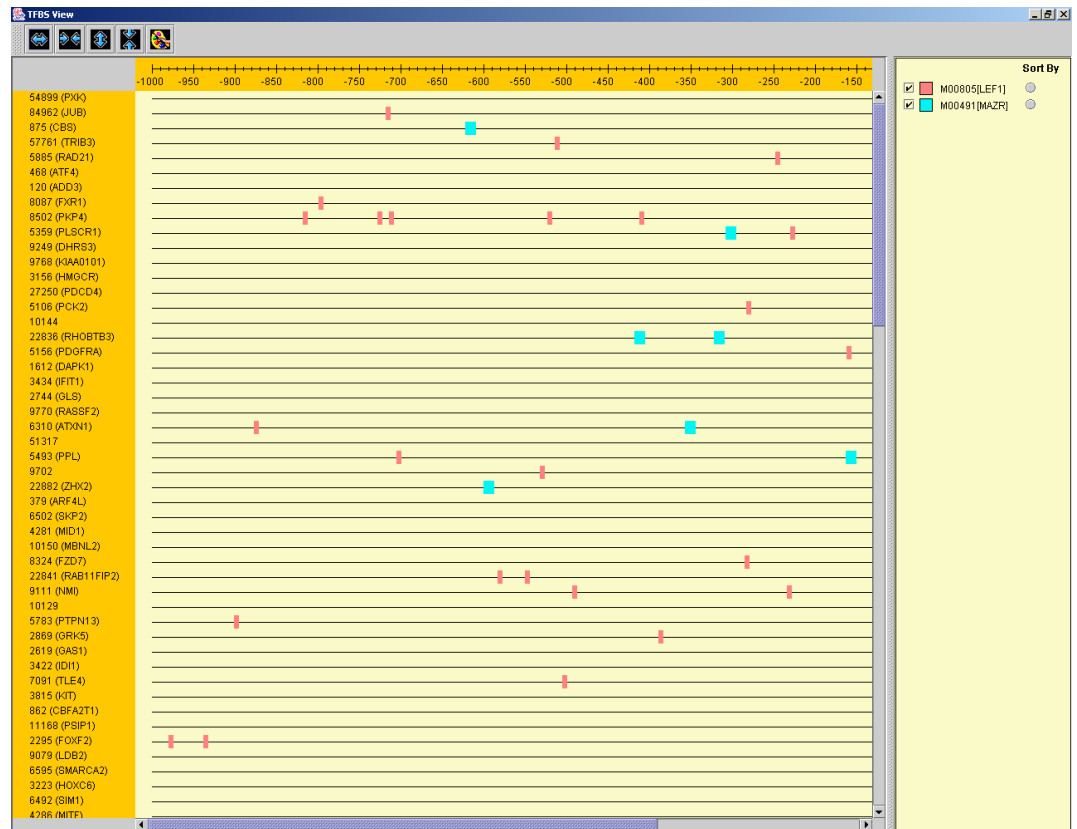 TFBS View
Sort By
-1000 -950 -900 -850 -800 -750 -700 -650 -600 -550 -500 -450 -400 -350 -300 -250 -200 -150
M00805[LEF1]
M00491[MAZR]
54899 (PXK)
84962 (JUB)
875 (CBS)
57761 (TRIB3)
5885 (RAD21)
468 (ATF4)
120 (ADD3)
8087 (FXR1)
8502 (PKP4)
5359 (PLSCR1)
9249 (DHRS3)
9768 (KIAA0101)
3156 (HMGCR)
27250 (PDCD4)
5106 (PCK2)
10144
22836 (RHOBTB3)
5156 (PDGFRA)
1612 (DAPK1)
3434 (IFIT1)
2744 (GLS)
9770 (RASSF2)
6310 (ATXN1)
51317
5493 (PPL)
9702
22882 (ZHX2)
379 (ARF4L)
6502 (SKP2)
4281 (MID1)
10150 (MBNL2)
8324 (FZD7)
22841 (RAB11FIP2)
9111 (NMI)
10129
5783 (PTPN13)
2869 (GRK5)
2619 (GAS1)
3422 (IDI1)
7091 (TLE4)
3815 (KIT)
862 (CBFA2T1)
11168 (PSIP1)
2295 (FOXF2)
9079 (LDB2)
6595 (SMARCA2)
3223 (HOXC6)
6492 (SIM1)
4286 (MITF)